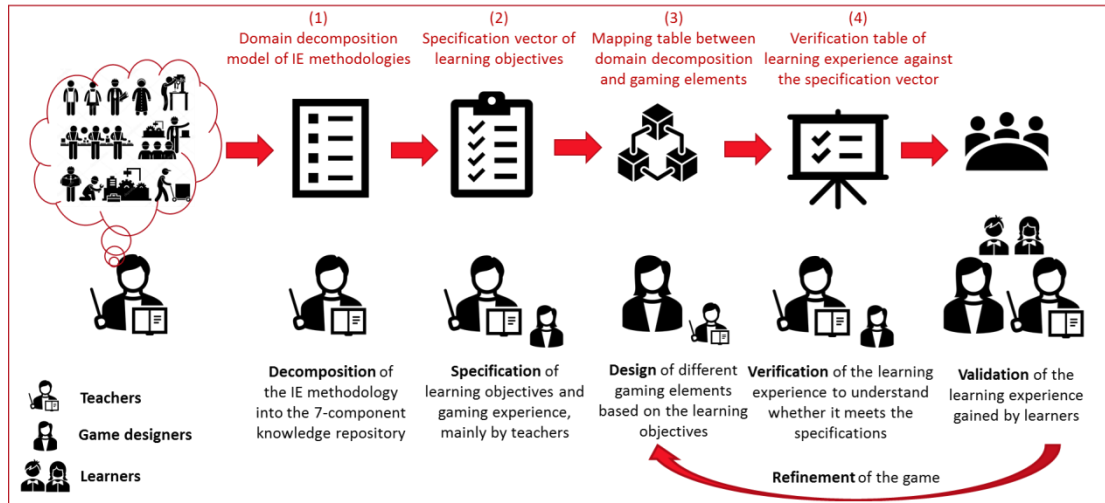 (1)
Domain decomposition
model of IE methodologies
(2)
Specification vector of
learning objectives
(3)
Mapping table between
domain decomposition
and gaming elements
(4)
Verification table of
learning experience against
the specification vector
Decomposition of
the IE methodology
into the 7-component
knowledge repository
Specification of
learning objectives and
gaming experience,
mainly by teachers
Design of different
gaming elements
based on the learning
objectives
Verification of the learning
experience to understand
whether it meets the
specifications
Validation of the
learning experience
gained by learners
Teachers
Game designers
Learners
Refinement of the game